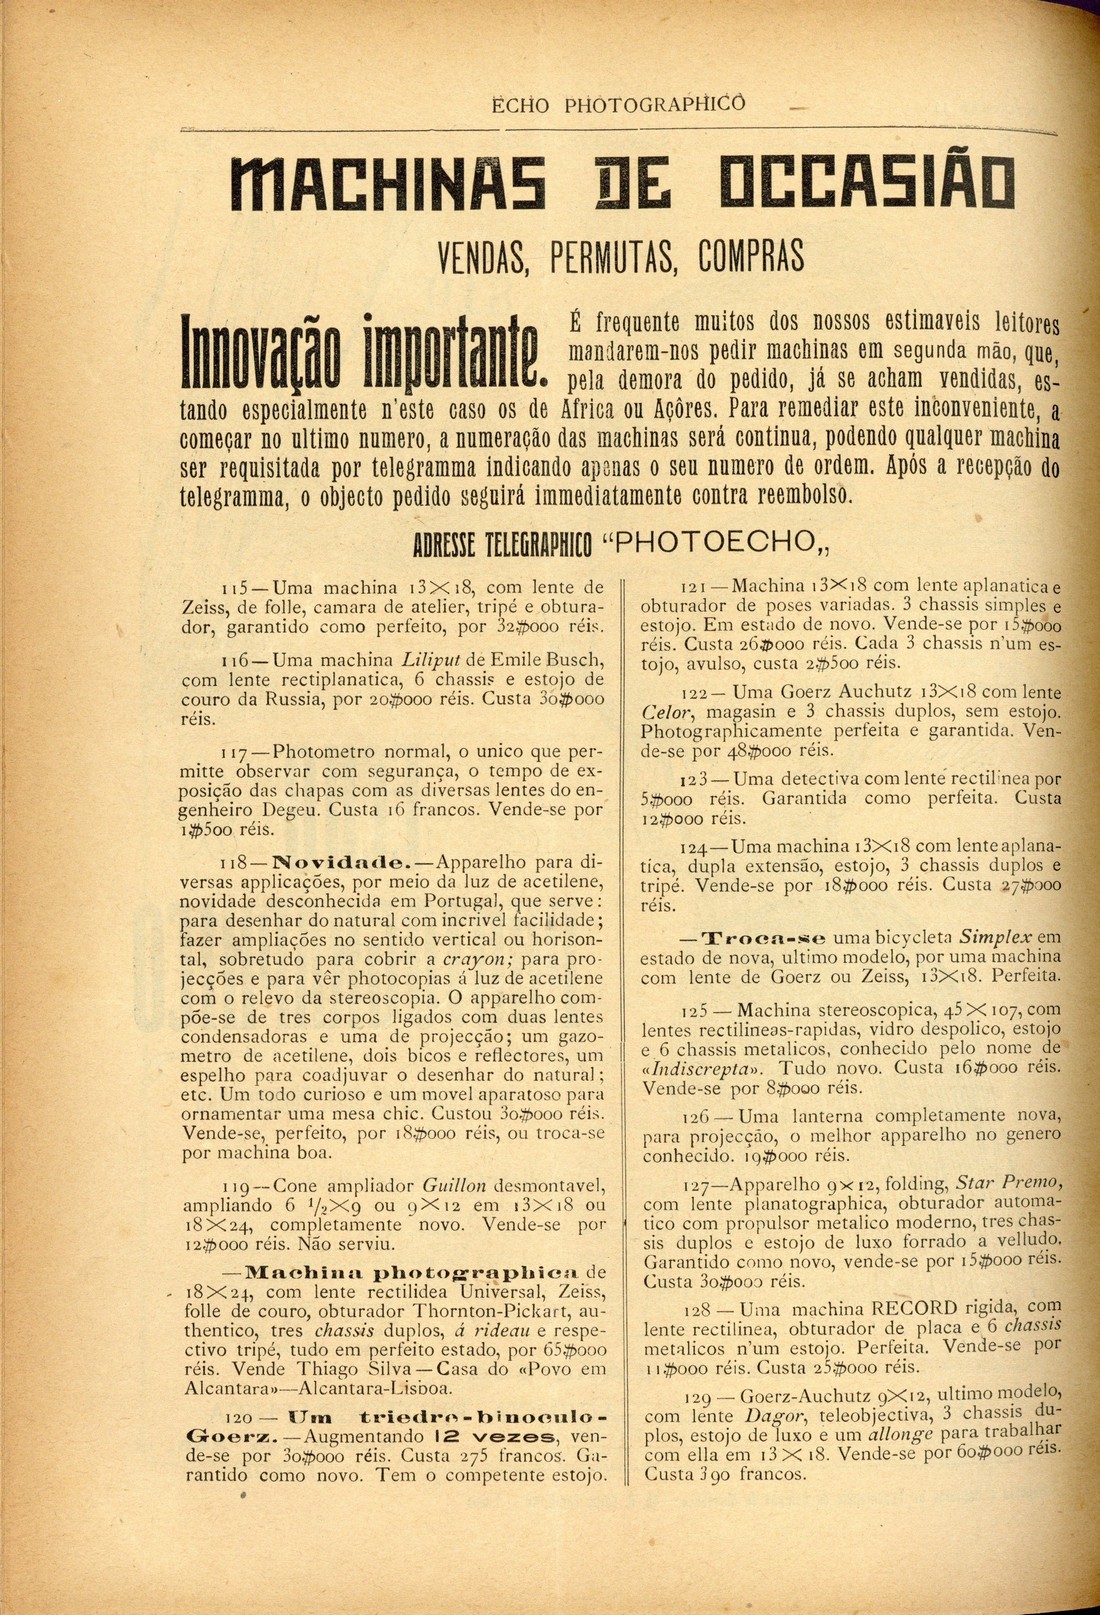 ECHO PHOTOGRAPHICO
MACHINAS DE OCCASIÃO
VENDAS, PERMUTAS, COMPRAS
Innovação importante. É frequente muitos dos nossos estimaveis leitores
mandarem-nos pedir machinas em segunda mão, que,
pela demora do pedido, já se acham vendidas, es-
tando especialmente n'este caso os de Africa ou Açôres. Para remediar este inconveniente, a
começar no ultimo numero, a numeração das machinas será continua, podendo qualquer machina
ser requisitada por telegramma indicando apenas o seu numero de ordem. Após a recepção do
telegramma, o objecto pedido seguirá immediatamente contra reembolso.
ADRESSE TELEGRAPHICO “PHOTOECHO„
115—Uma machina 13×18, com lente de
Zeiss, de folle, camara de atelier, tripé e obtura-
dor, garantido como perfeito, por 32$000 réis.
116—Uma machina Liliput de Emile Busch,
com lente rectiplanatica, 6 chassis e estojo de
couro da Russia, por 20$000 réis. Custa 30$000
réis.
117—Photometro normal, o unico que per-
mitte observar com segurança, o tempo de ex-
posição das chapas com as diversas lentes do en-
genheiro Degeu. Custa 16 francos. Vende-se por
1$500 réis.
118—Novidade.—Apparelho para di-
versas applicações, por meio da luz de acetilene,
novidade desconhecida em Portugal, que serve:
para desenhar do natural com incrivel facilidade;
fazer ampliações no sentido vertical ou horison-
tal, sobretudo para cobrir a crayon; para pro-
jecções e para vêr photocopias á luz de acetilene
com o relevo da stereoscopia. O apparelho com-
põe-se de tres corpos ligados com duas lentes
condensadoras e uma de projecção; um gazo-
metro de acetilene, dois bicos e reflectores, um
espelho para coadjuvar o desenhar do natural;
etc. Um todo curioso e um movel aparatoso para
ornamentar uma mesa chic. Custou 30$000 réis.
Vende-se, perfeito, por 18$000 réis, ou troca-se
por machina boa.
119—Cone ampliador Guillon desmontavel,
ampliando 6 1/2×9 ou 9×12 em 13×18 ou
18×24, completamente novo. Vende-se por
12$000 réis. Não serviu.
—Machina photographica de
18×24, com lente rectilidea Universal, Zeiss,
folle de couro, obturador Thornton-Pickart, au-
thentico, tres chassis duplos, á rideau e respe-
ctivo tripé, tudo em perfeito estado, por 65$000
réis. Vende Thiago Silva—Casa do «Povo em
Alcantara»—Alcantara-Lisboa.
120 — Um triedre-binoculo-
Goerz.—Augmentando 12 vezes, ven-
de-se por 30$000 réis. Custa 275 francos. Ga-
rantido como novo. Tem o competente estojo.
121—Machina 13×18 com lente aplanatica e
obturador de poses variadas. 3 chassis simples e
estojo. Em estado de novo. Vende-se por 15$000
réis. Custa 26$000 réis. Cada 3 chassis n'um es-
tojo, avulso, custa 2$500 réis.
122— Uma Goerz Auchutz 13×18 com lente
Celor, magasin e 3 chassis duplos, sem estojo.
Photographicamente perfeita e garantida. Ven-
de-se por 48$000 réis.
123—Uma detectiva com lente rectilinea por
5$000 réis. Garantida como perfeita. Custa
12$000 réis.
124—Uma machina 13×18 com lente aplana-
tica, dupla extensão, estojo, 3 chassis duplos e
tripé. Vende-se por 18$000 réis. Custa 27$000
réis.
—Troca-se uma bicycleta Simplex em
estado de nova, ultimo modelo, por uma machina
com lente de Goerz ou Zeiss, 13×18. Perfeita.
125 — Machina stereoscopica, 45×107, com
lentes rectilineas-rapidas, vidro despolico, estojo
e 6 chassis metalicos, conhecido pelo nome de
«Indiscrepta». Tudo novo. Custa 16$000 réis.
Vende-se por 8$000 réis.
126—Uma lanterna completamente nova,
para projecção, o melhor apparelho no genero
conhecido. 19$000 réis.
127—Apparelho 9×12, folding, Star Premo,
com lente planatographica, obturador automa-
tico com propulsor metalico moderno, tres chas-
sis duplos e estojo de luxo forrado a velludo.
Garantido como novo, vende-se por 15$000 réis.
Custa 30$000 réis.
128 — Uma machina RECORD rigida, com
lente rectilinea, obturador de placa e 6 chassis
metalicos n'um estojo. Perfeita. Vende-se por
11$000 réis. Custa 25$000 réis.
129 — Goerz-Auchutz 9×12, ultimo modelo,
com lente Dagor, teleobjectiva, 3 chassis du-
plos, estojo de luxo e um allonge para trabalhar
com ella em 13×18. Vende-se por 60$000 réis.
Custa 390 francos.